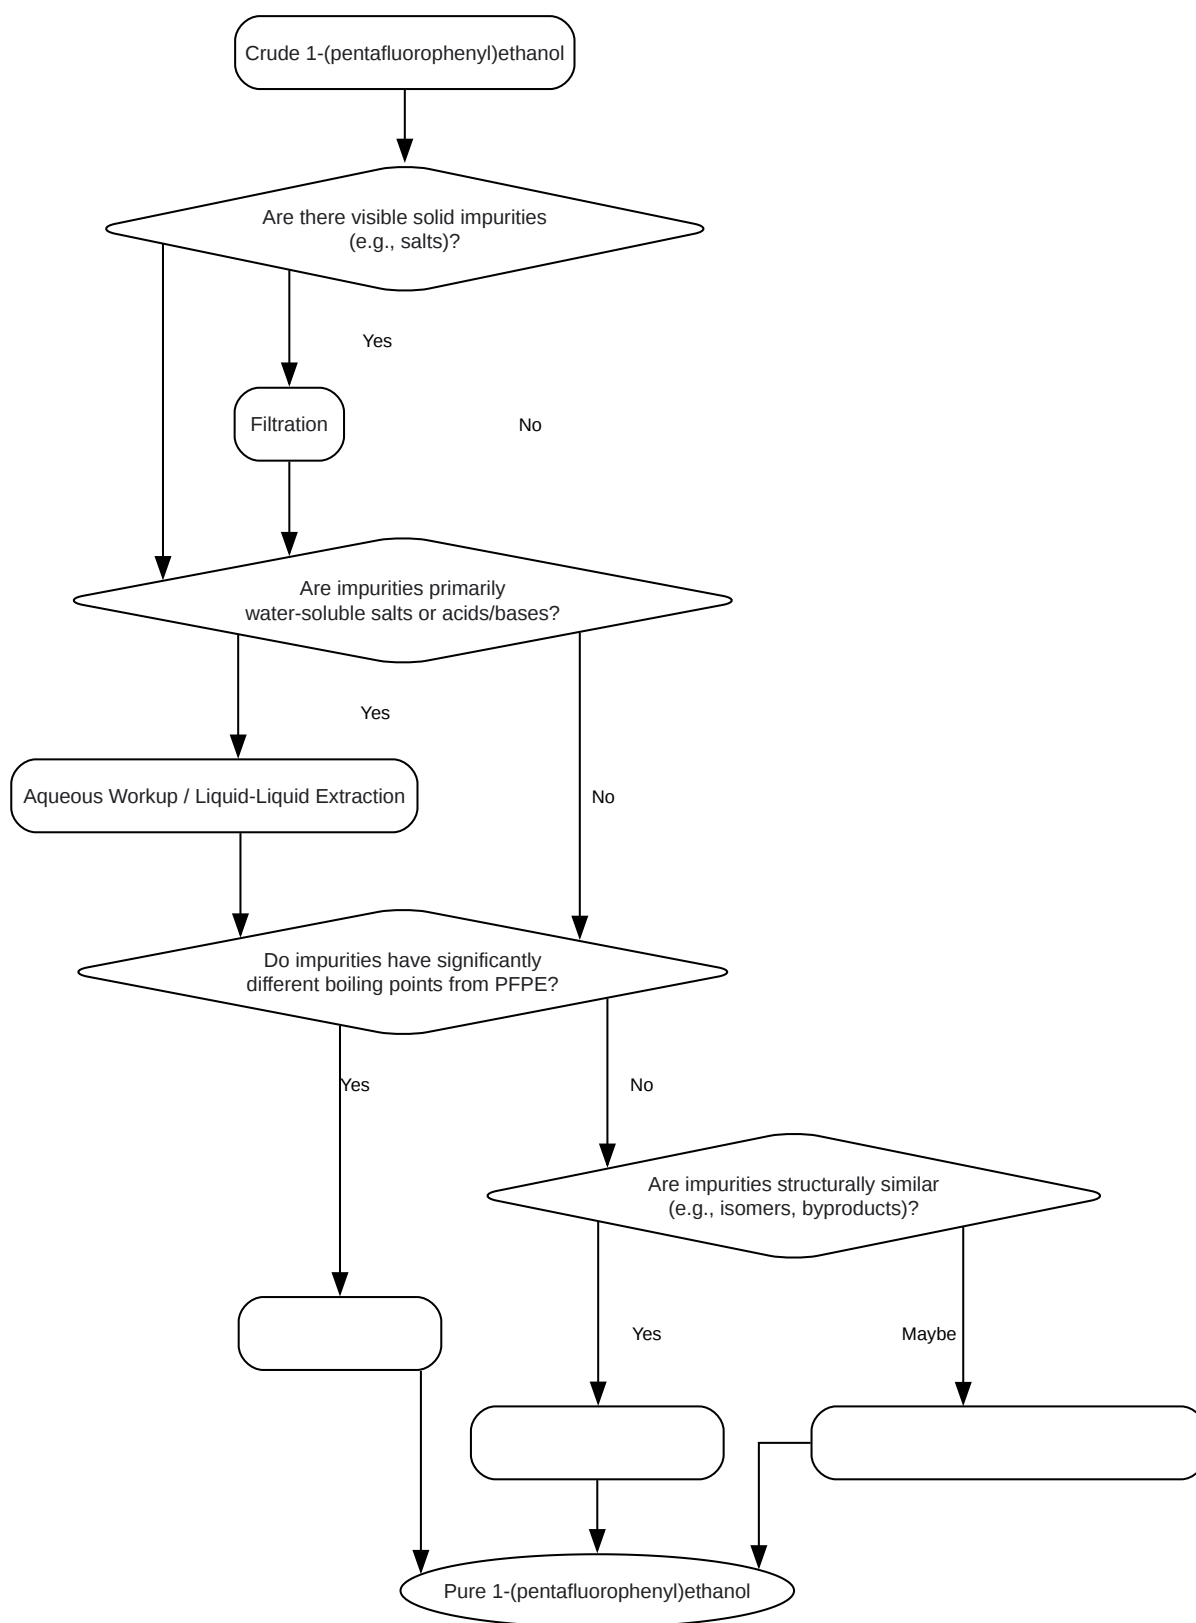 Crude 1-(pentafluorophenyl)ethanol
Are there visible solid impurities
(e.g., salts)?
Yes
Filtration
No
Are impurities primarily
water-soluble salts or acids/bases?
Yes
Aqueous Workup / Liquid-Liquid Extraction
No
Do impurities have significantly
different boiling points from PFPE?
Yes
No
Are impurities structurally similar
(e.g., isomers, byproducts)?
Yes
Maybe
Pure 1-(pentafluorophenyl)ethanol